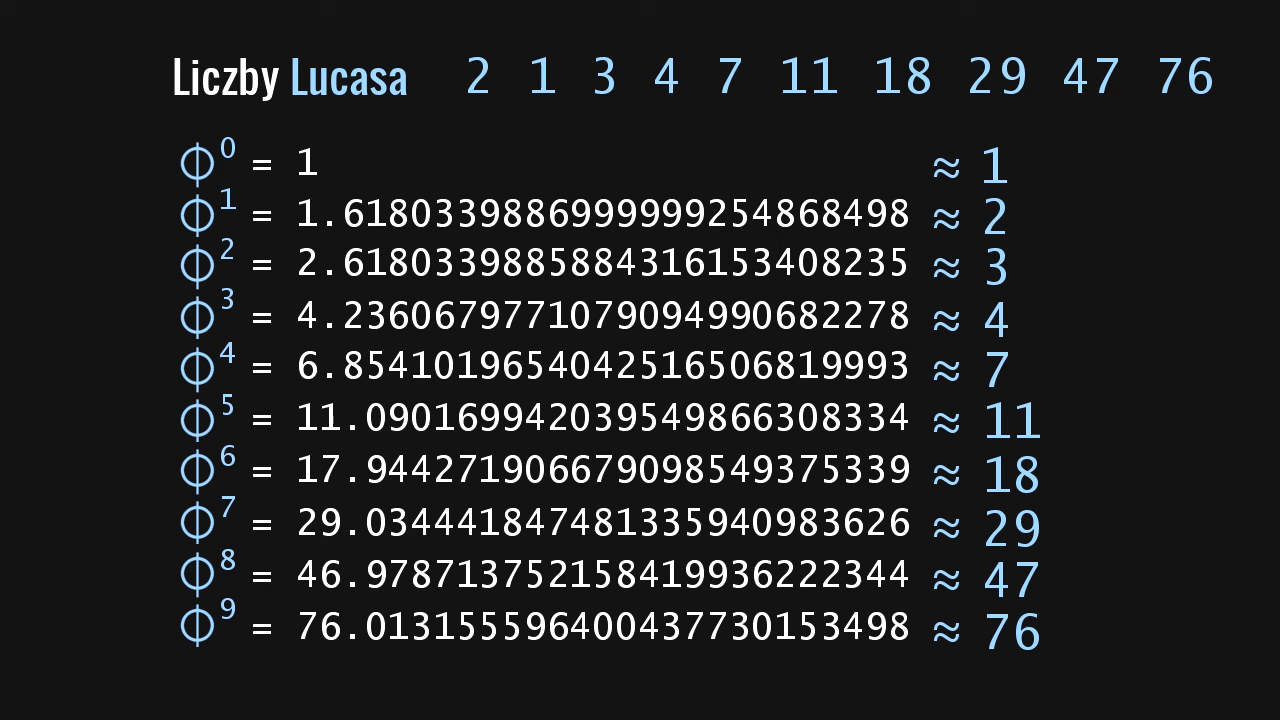 Liczby Lucasa 2 1 3 4 7 11 18 29 47 76
Φ⁰ = 1 ≈ 1
Φ¹ = 1.6180339886999999254868498 ≈ 2
Φ² = 2.6180339885884316153408235 ≈ 3
Φ³ = 4.2360679771079094990682278 ≈ 4
Φ⁴ = 6.8541019654042516506819993 ≈ 7
Φ⁵ = 11.090169942039549866308334 ≈ 11
Φ⁶ = 17.944271906679098549375339 ≈ 18
Φ⁷ = 29.034441847481335940983626 ≈ 29
Φ⁸ = 46.978713752158419936222344 ≈ 47
Φ⁹ = 76.013155596400437730153498 ≈ 76